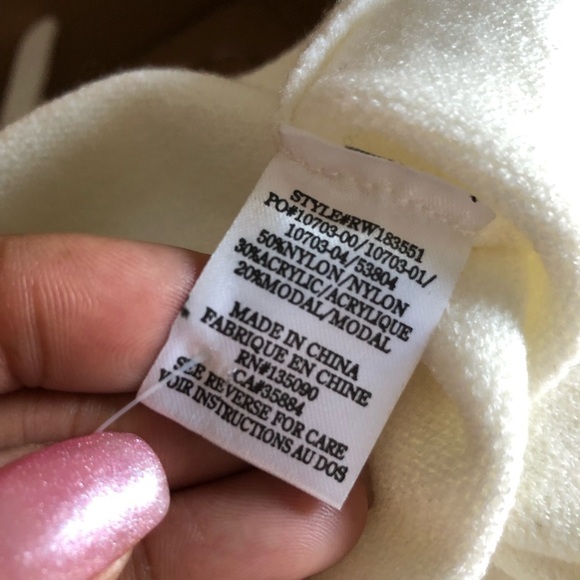 STYLE#RW183551
PO#10703-00/10703-01/
10703-04/53804
50%NYLON/NYLON
30%ACRYLIC/ACRYLIQUE
20%MODAL/MODAL
MADE IN CHINA
FABRIQUE EN CHINE
RN#135090
CA#35884
SEE REVERSE FOR CARE
VOIR INSTRUCTIONS AU DOS